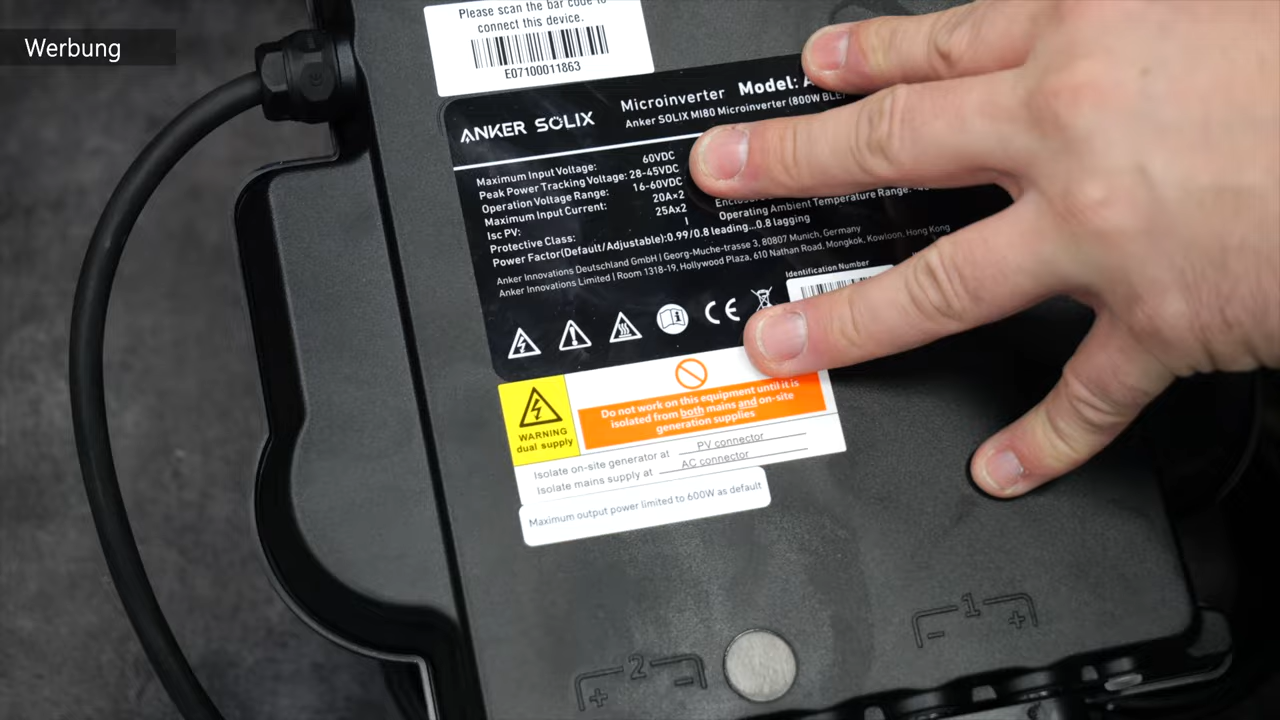 Werbung
Please scan the bar code to
connect this device.
E07100011863
ANKER SOLIX
Microinverter Model:
Anker SOLIX MI80 Microinverter (800W BLE
Maximum Input Voltage: 60VDC
Peak Power Tracking Voltage: 28-45VDC
Operation Voltage Range: 16-60VDC
Maximum Input Current: 20A×2
Isc PV: 25Ax2
Protective Class: I
Power Factor(Default/Adjustable):0.99/0.8 leading...0.8 lagging
Operating Ambient Temperature Range:
Anker Innovations Deutschland GmbH | Georg-Muche-trasse 3, 80807 Munich, Germany
Anker Innovations Limited | Room 1318-19, Hollywood Plaza, 610 Nathan Road, Mongkok, Kowloon, Hong Kong
Identification Number
CE
WARNING
dual supply
Do not work on this equipment until it is
isolated from both mains and on-site
generation supplies
Isolate on-site generator at PV connector
Isolate mains supply at AC connector
Maximum output power limited to 600W as default
1
- +
2
+ -